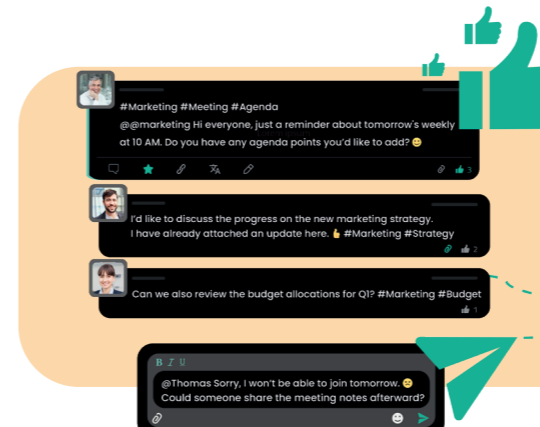 #Marketing #Meeting #Agenda
@@marketing Hi everyone, just a reminder about tomorrow's weekly
at 10 AM. Do you have any agenda points you'd like to add? 😀
3
I'd like to discuss the progress on the new marketing strategy.
I have already attached an update here. 👆 #Marketing #Strategy
2
Can we also review the budget allocations for Q1? #Marketing #Budget
1
B I U
@Thomas Sorry, I won't be able to join tomorrow. 😕
Could someone share the meeting notes afterward?